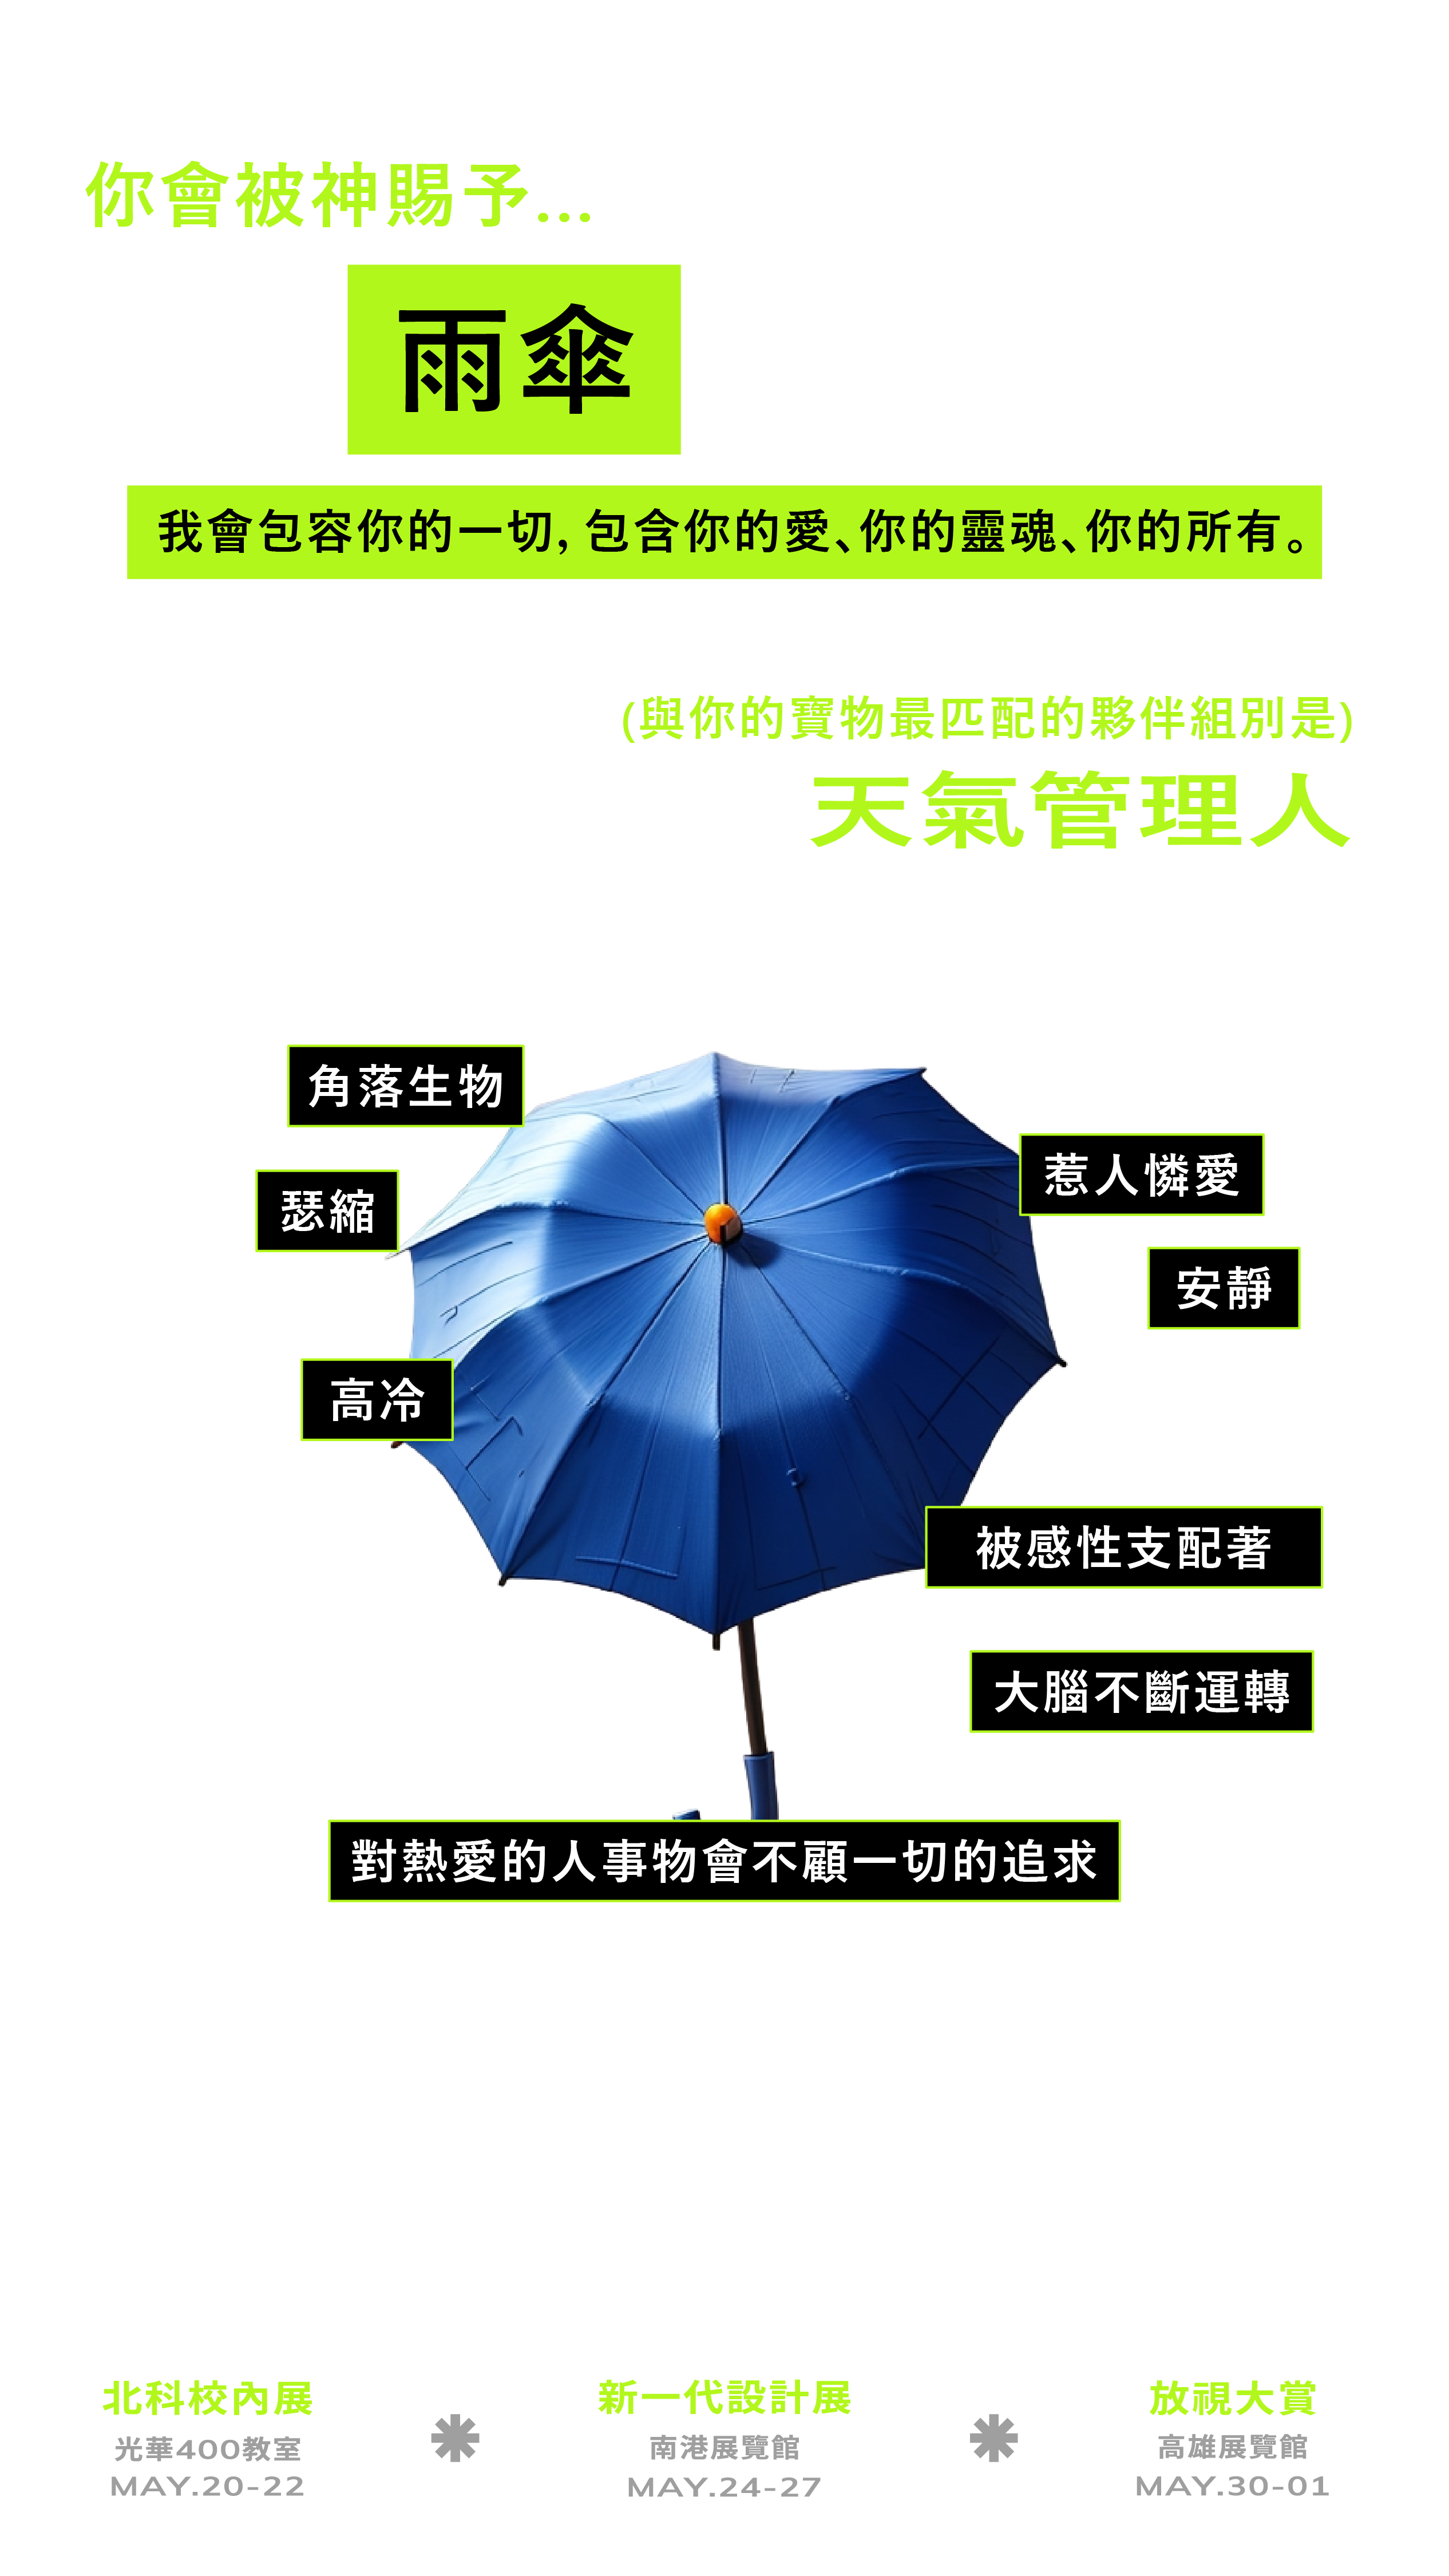 你會被神賜予...
雨傘
我會包容你的一切, 包含你的愛、你的靈魂、你的所有。
(與你的寶物最匹配的夥伴組別是)
天氣管理人
角落生物
惹人憐愛
瑟縮
安靜
高冷
被感性支配著
大腦不斷運轉
對熱愛的人事物會不顧一切的追求
北科校內展
光華400教室
MAY.20-22
新一代設計展
南港展覽館
MAY.24-27
放視大賞
高雄展覽館
MAY.30-01